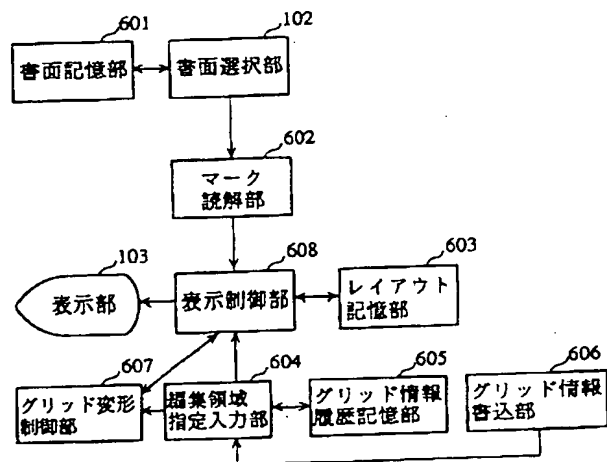 601
102
書面記憶部
書面選択部
602
マーク
読解部
103
608
603
表示部
表示制御部
レイアウト
記憶部
607
604
605
606
グリッド変形
制御部
編集領域
指定入力部
グリッド情報
履歴記憶部
グリッド情報
書込部